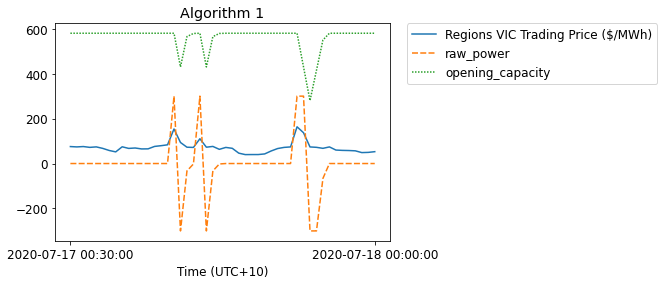 Algorithm 1
Regions VIC Trading Price ($/MWh)
raw_power
opening_capacity
600
400
200
0
−200
2020-07-17 00:30:00
2020-07-18 00:00:00
Time (UTC+10)